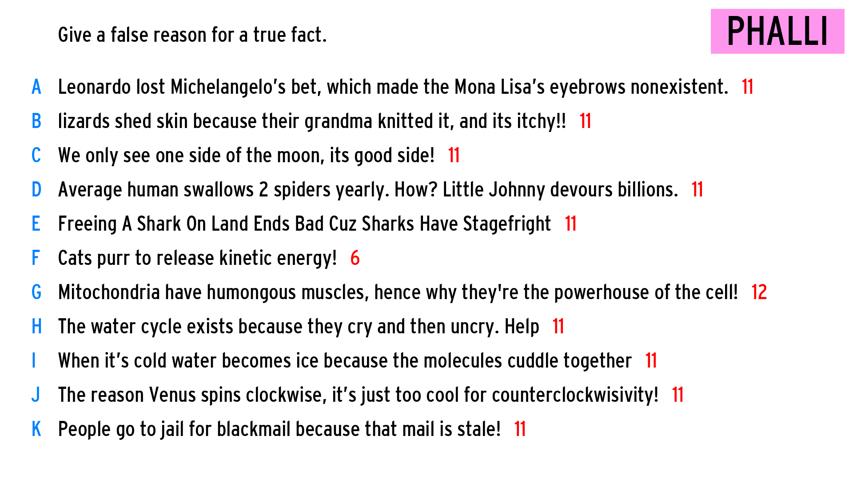 Give a false reason for a true fact.
PHALLI
A Leonardo lost Michelangelo's bet, which made the Mona Lisa's eyebrows nonexistent. 11
B lizards shed skin because their grandma knitted it, and its itchy!! 11
C We only see one side of the moon, its good side! 11
D Average human swallows 2 spiders yearly. How? Little Johnny devours billions. 11
E Freeing A Shark On Land Ends Bad Cuz Sharks Have Stagefright 11
F Cats purr to release kinetic energy! 6
G Mitochondria have humongous muscles, hence why they're the powerhouse of the cell! 12
H The water cycle exists because they cry and then uncry. Help 11
I When it's cold water becomes ice because the molecules cuddle together 11
J The reason Venus spins clockwise, it's just too cool for counterclockwisivity! 11
K People go to jail for blackmail because that mail is stale! 11